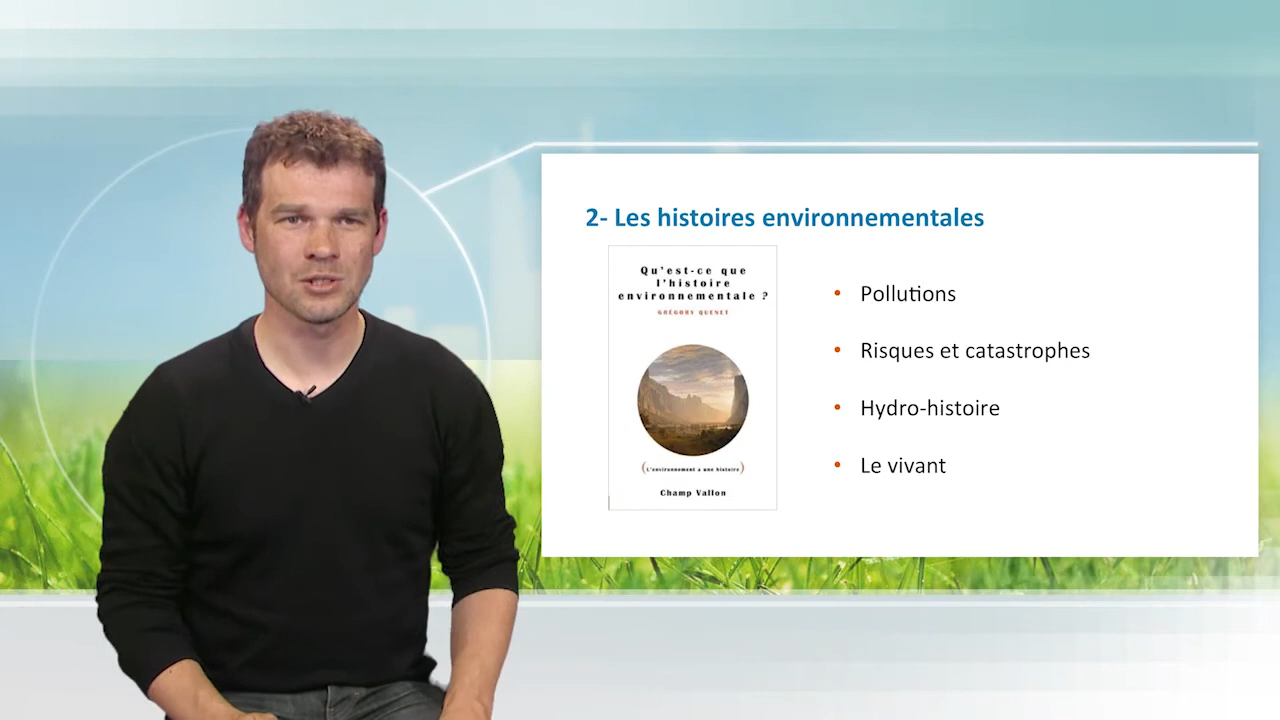 2- Les histoires environnementales
Qu'est-ce que
l'histoire
environnementale ?
GRÉGORY QUENET
(L'environnement a une histoire)
Champ Vallon
• Pollutions
• Risques et catastrophes
• Hydro-histoire
• Le vivant